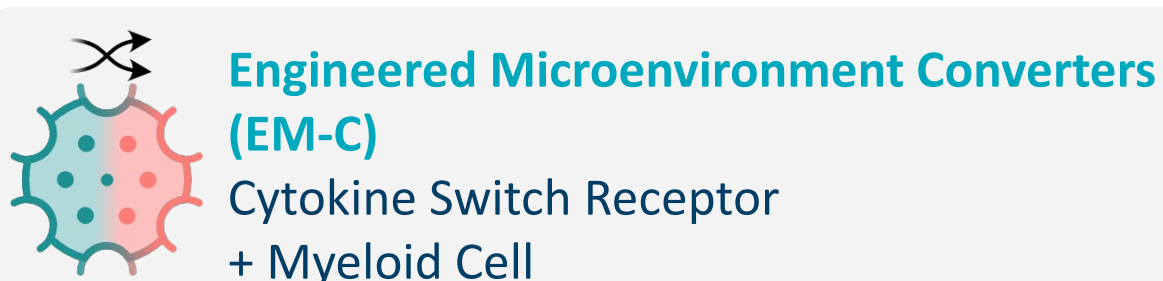 Engineered Microenvironment Converters
(EM-C)
Cytokine Switch Receptor
+ Myeloid Cell